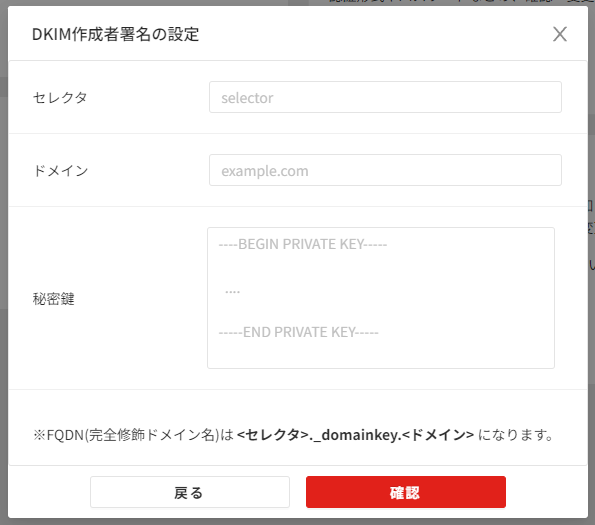 DKIM作成者署名の設定
セレクタ
selector
ドメイン
example.com
秘密鍵
----BEGIN PRIVATE KEY-----
....
-----END PRIVATE KEY-----
※FQDN(完全修飾ドメイン名)は <セレクタ>._domainkey.<ドメイン> になります。
戻る
確認